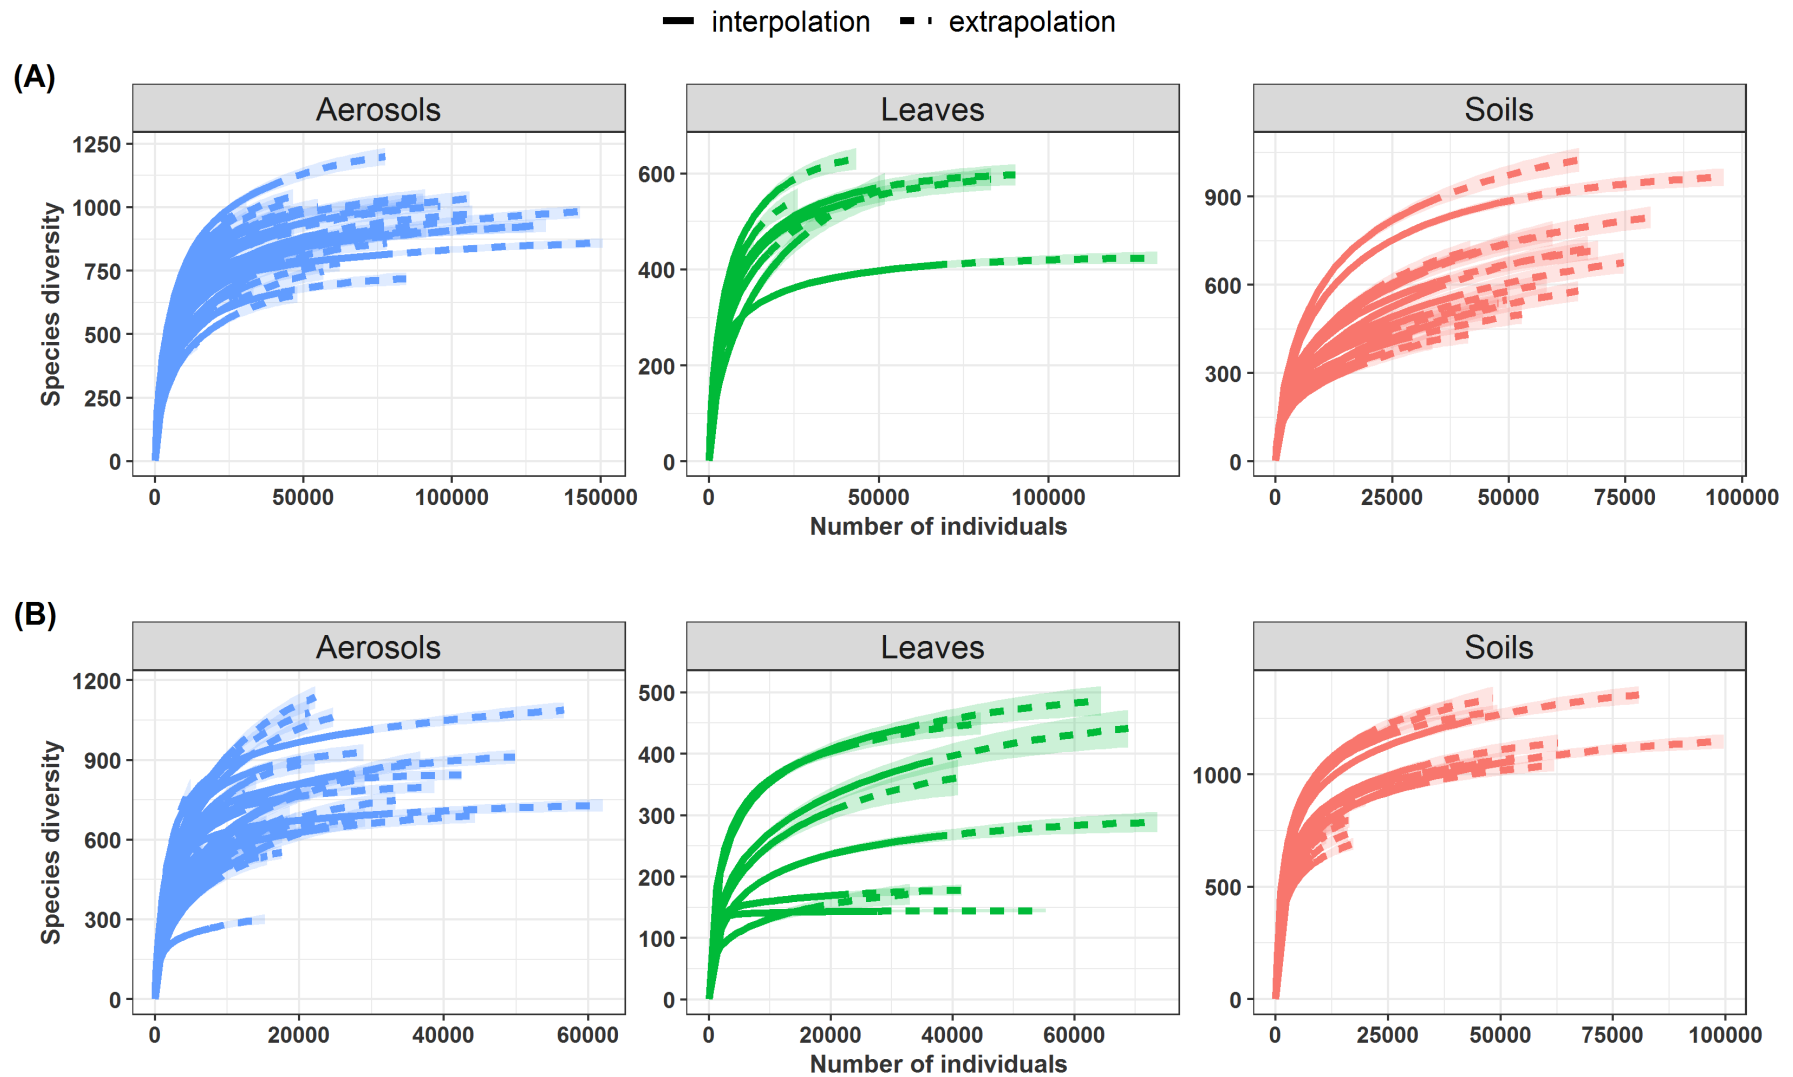 interpolation extrapolation
(A)
Aerosols Leaves Soils
Species diversity
1250
1000
750
500
250
0
0 50000 100000 150000
600
400
200
0
0 50000 100000
900
600
300
0
0 25000 50000 75000 100000
Number of individuals
(B)
Aerosols Leaves Soils
Species diversity
1200
900
600
300
0
0 20000 40000 60000
500
400
300
200
100
0
0 20000 40000 60000
1000
500
0
0 25000 50000 75000 100000
Number of individuals